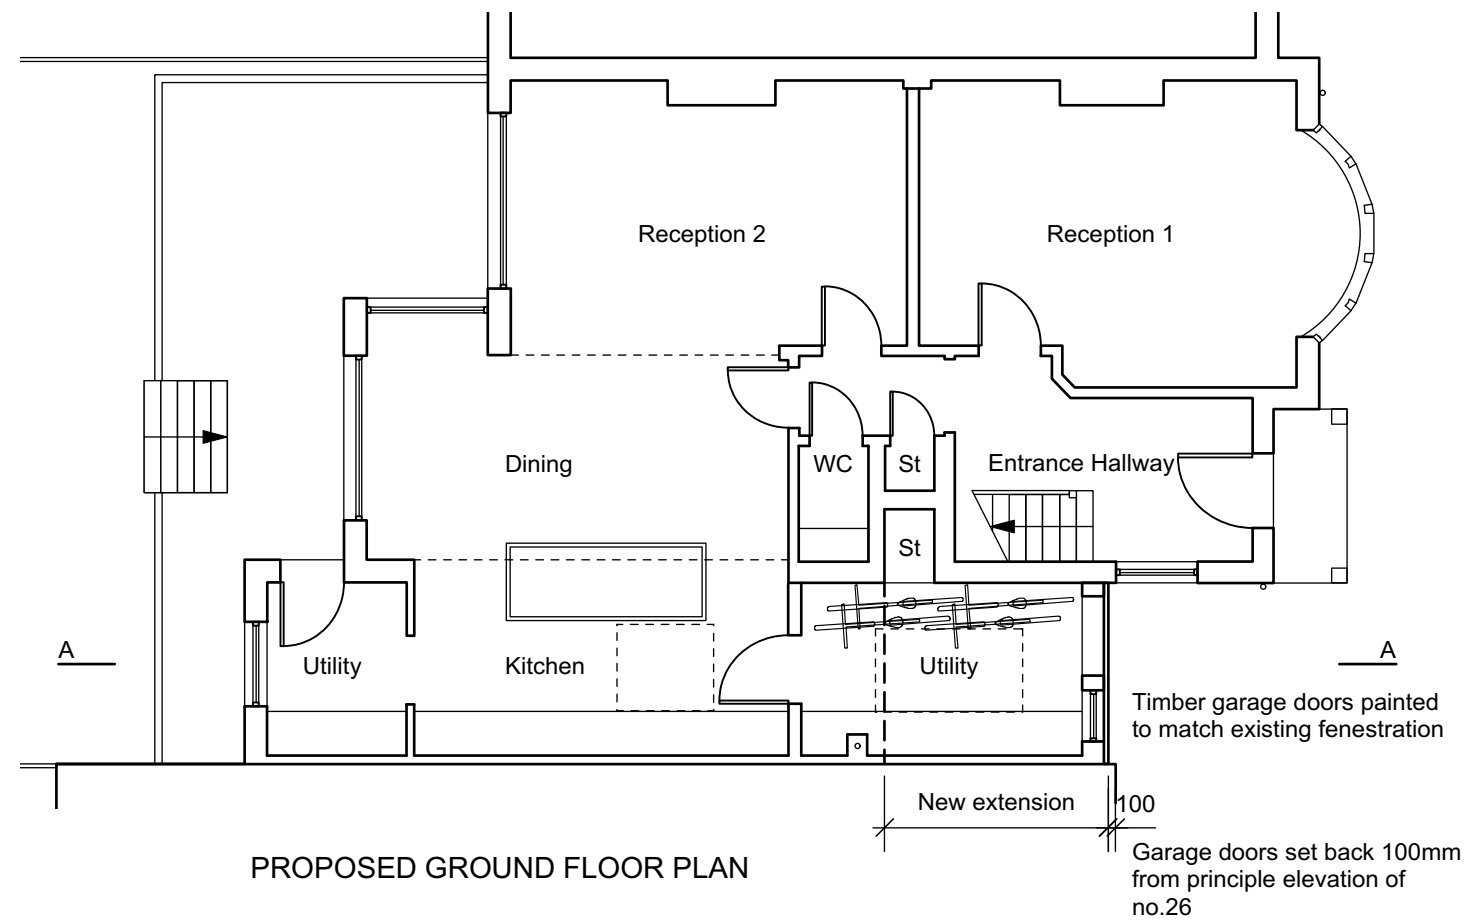 Reception 2
Reception 1
Dining
WC
St
Entrance Hallway
St
A
Utility
Kitchen
Utility
A
Timber garage doors painted
to match existing fenestration
New extension
100
PROPOSED GROUND FLOOR PLAN
Garage doors set back 100mm
from principle elevation of
no.26